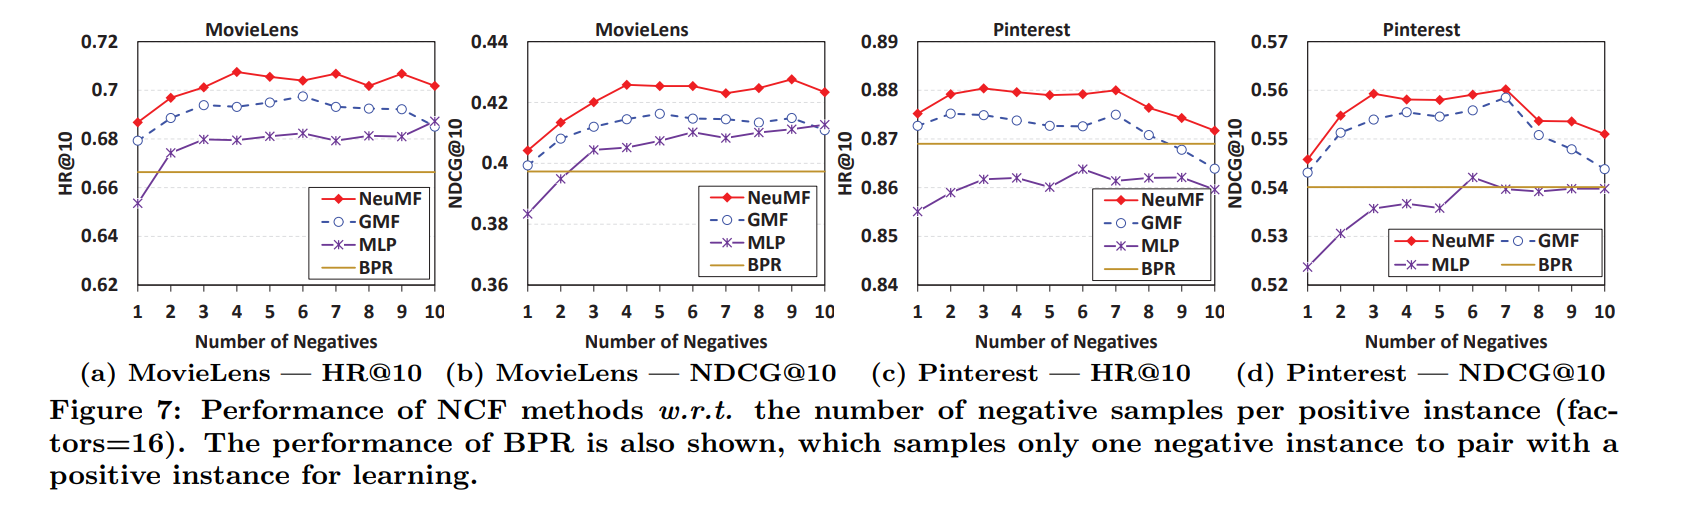 MovieLens
0.72
0.7
0.68
0.66
0.64
0.62
HR@10
NeuMF
GMF
MLP
BPR
1 2 3 4 5 6 7 8 9 10
Number of Negatives
MovieLens
0.44
0.42
0.4
0.38
0.36
NDCG@10
NeuMF
GMF
MLP
BPR
1 2 3 4 5 6 7 8 9 10
Number of Negatives
Pinterest
0.89
0.88
0.87
0.86
0.85
0.84
HR@10
NeuMF
GMF
MLP
BPR
1 2 3 4 5 6 7 8 9 10
Number of Negatives
Pinterest
0.57
0.56
0.55
0.54
0.53
0.52
NDCG@10
NeuMF GMF
MLP BPR
1 2 3 4 5 6 7 8 9 10
Number of Negatives
(a) MovieLens — HR@10 (b) MovieLens — NDCG@10 (c) Pinterest — HR@10 (d) Pinterest — NDCG@10
Figure 7: Performance of NCF methods w.r.t. the number of negative samples per positive instance (fac-
tors=16). The performance of BPR is also shown, which samples only one negative instance to pair with a
positive instance for learning.